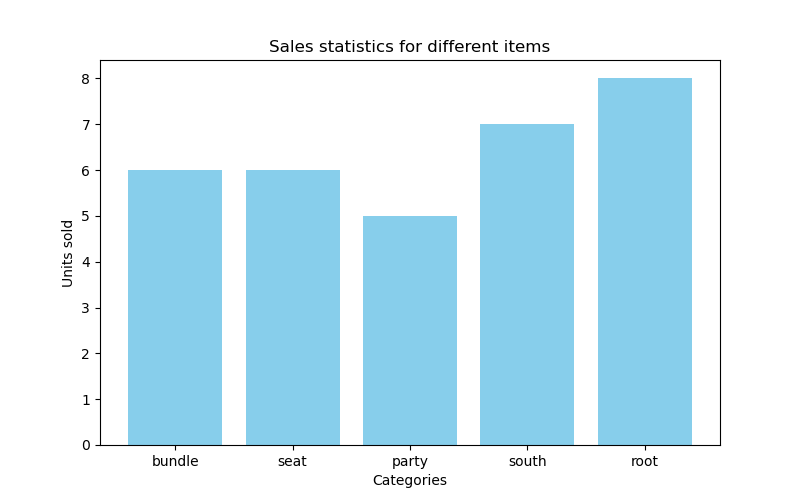 Sales statistics for different items
Units sold
8
7
6
5
4
3
2
1
0
bundle seat party south root
Categories